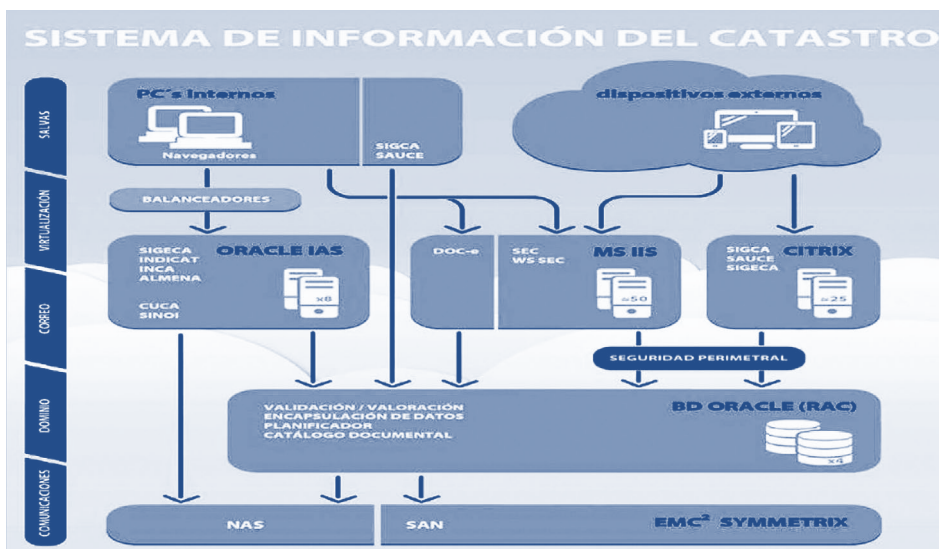 SISTEMA DE INFORMACIÓN DEL CATASTRO
SALVAS
VIRTUALIZACIÓN
CORREO
DOMINIO
COMUNICACIONES
PC's internos
Navegadores
SIGCA
SAUCE
dispositivos externos
BALANCEADORES
SIGECA
INDICAT
INCA
ALMENA
CUCA
SINOI
ORACLE IAS
x8
DOC-e
SEC
WS SEC
MS IIS
≈50
SIGCA
SAUCE
SIGECA
CITRIX
≈25
SEGURIDAD PERIMETRAL
VALIDACIÓN / VALORACIÓN
ENCAPSULACIÓN DE DATOS
PLANIFICADOR
CATÁLOGO DOCUMENTAL
BD ORACLE (RAC)
x4
NAS
SAN
EMC² SYMMETRIX